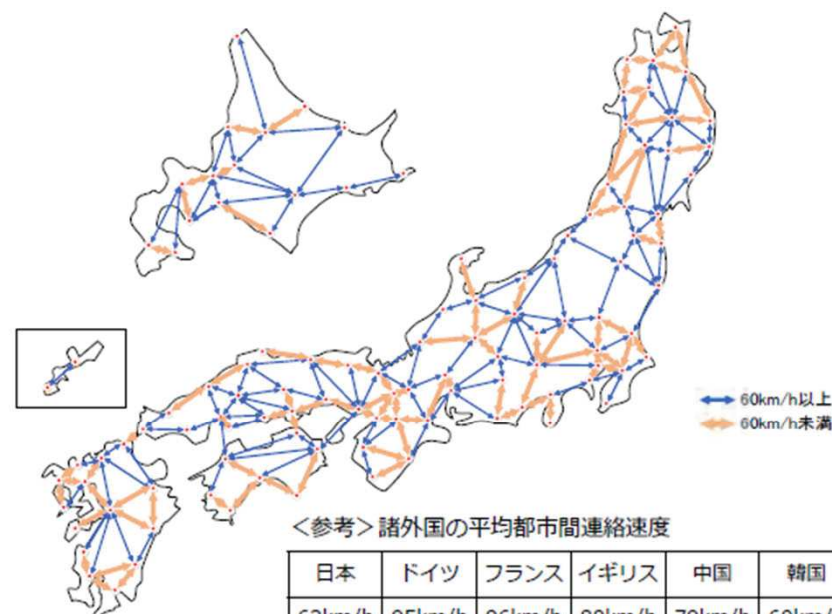 60km/h以上
60km/h未満
<参考>諸外国の平均都市間連絡速度
日本 ドイツ フランス イギリス 中国 韓国